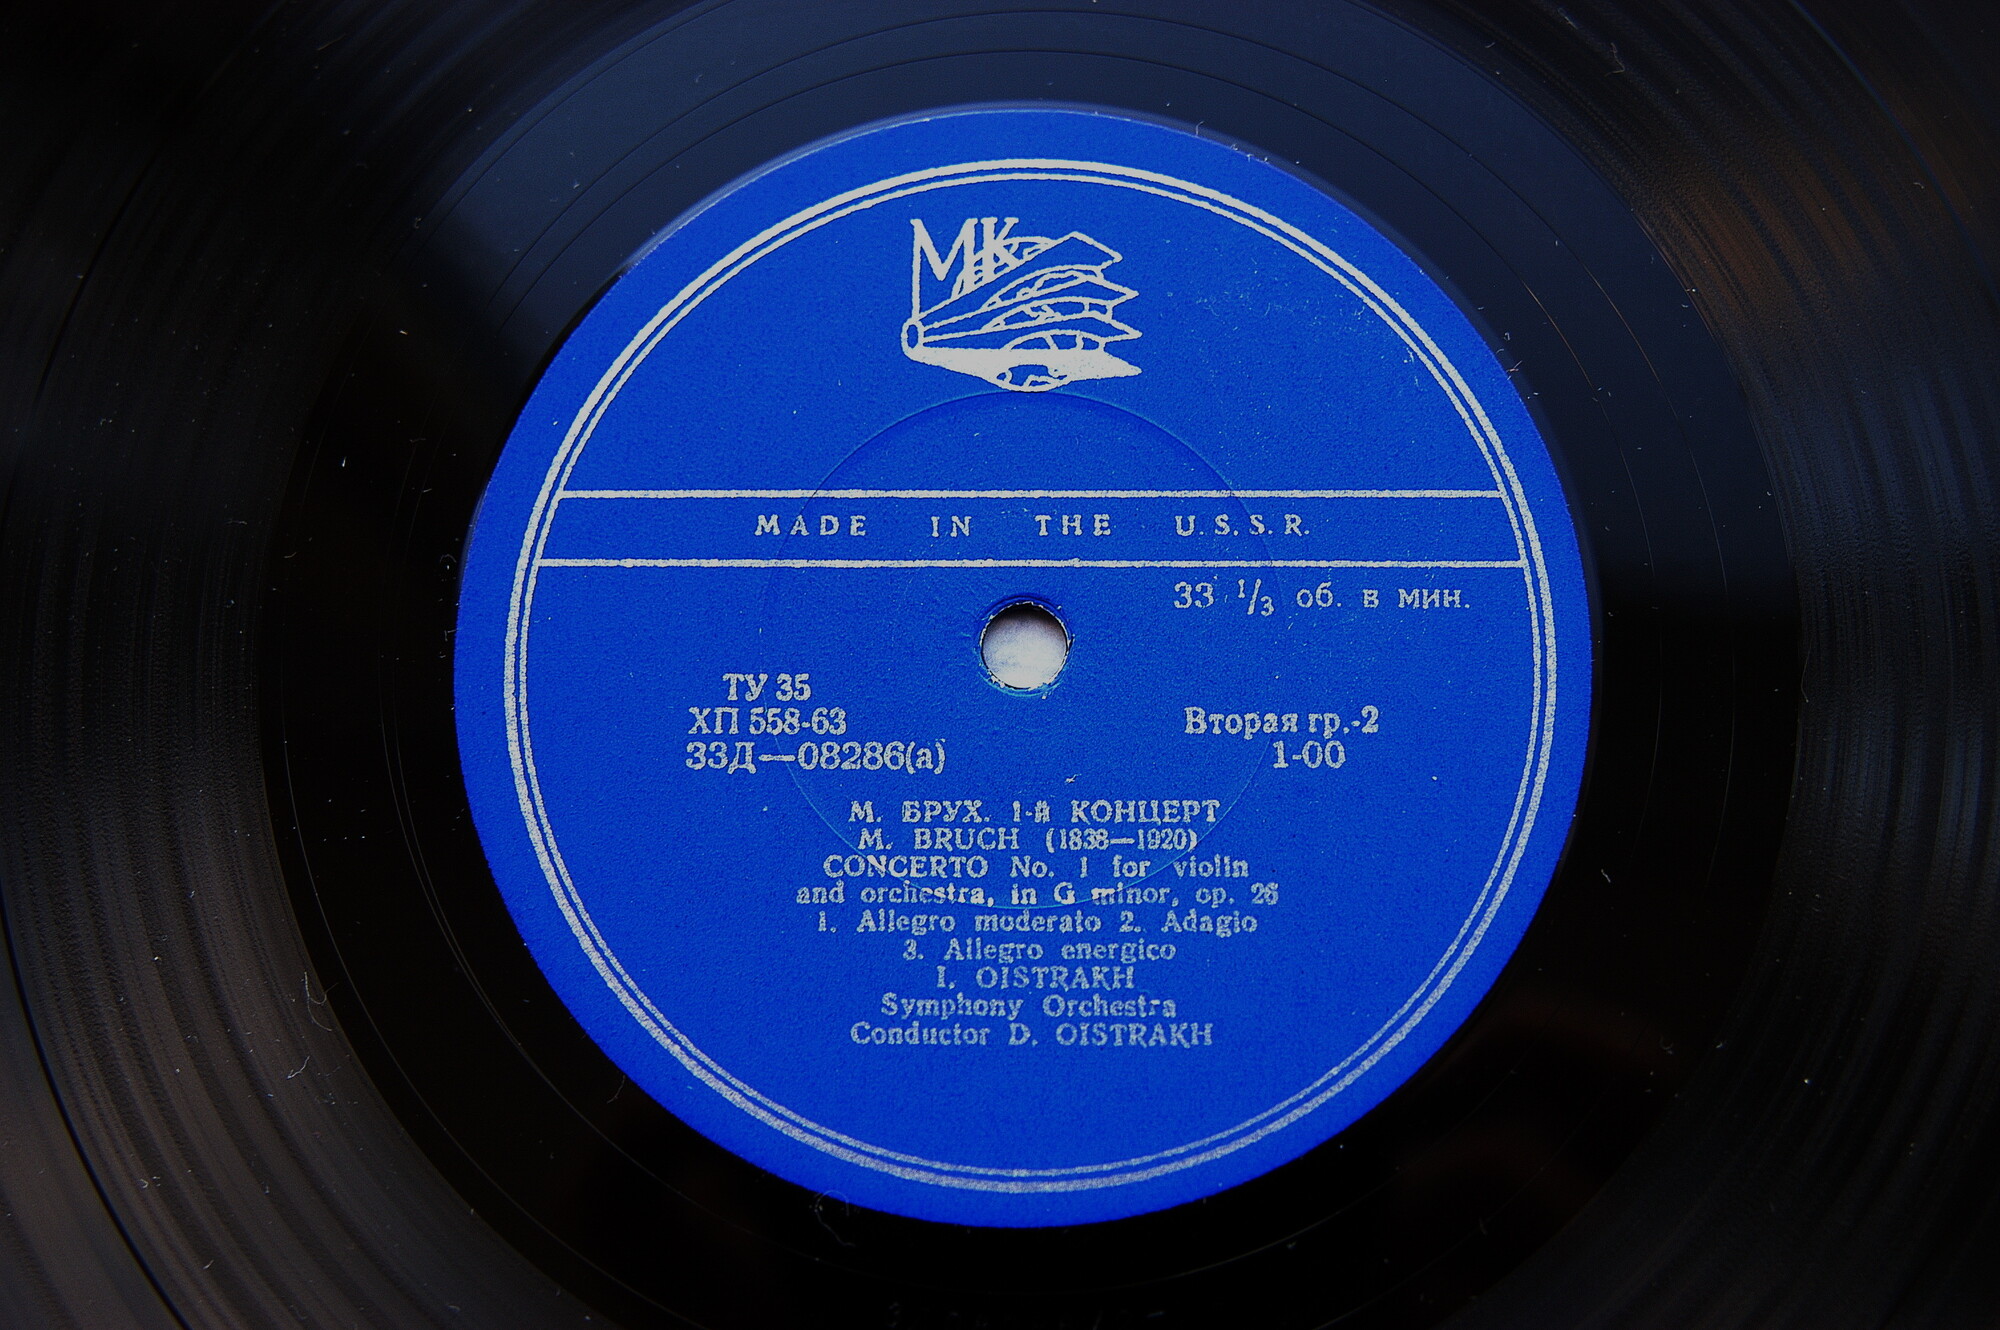 МК
MADE IN THE U.S.S.R.
33 1/3 об. в мин.
ТУ 35
ХП 558-63
33Д—08286(а)
Вторая гр.-2
1-00
М. БРУХ. 1-й КОНЦЕРТ
M. BRUCH (1838—1920)
CONCERTO No. 1 for violin
and orchestra, in G minor, op. 26
1. Allegro moderato 2. Adagio
3. Allegro energico
I. OISTRAKH
Symphony Orchestra
Conductor D. OISTRAKH